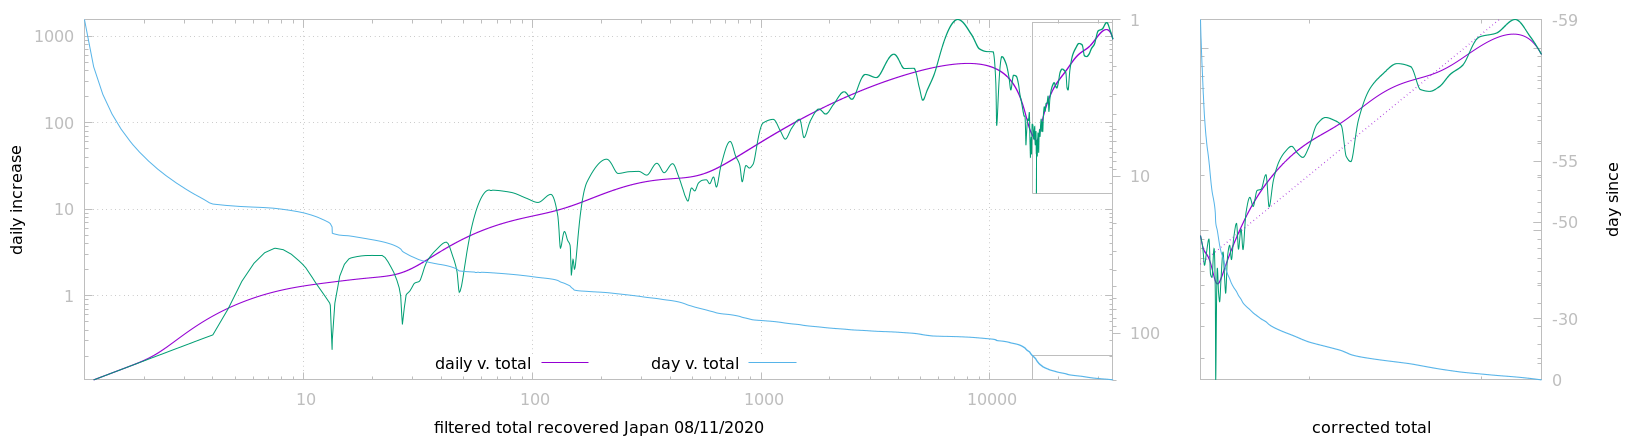 daily increase
1000
100
10
1
10
100
1000
10000
1
10
100
daily v. total
day v. total
filtered total recovered Japan 08/11/2020
-59
-55
-50
-30
0
day since
corrected total